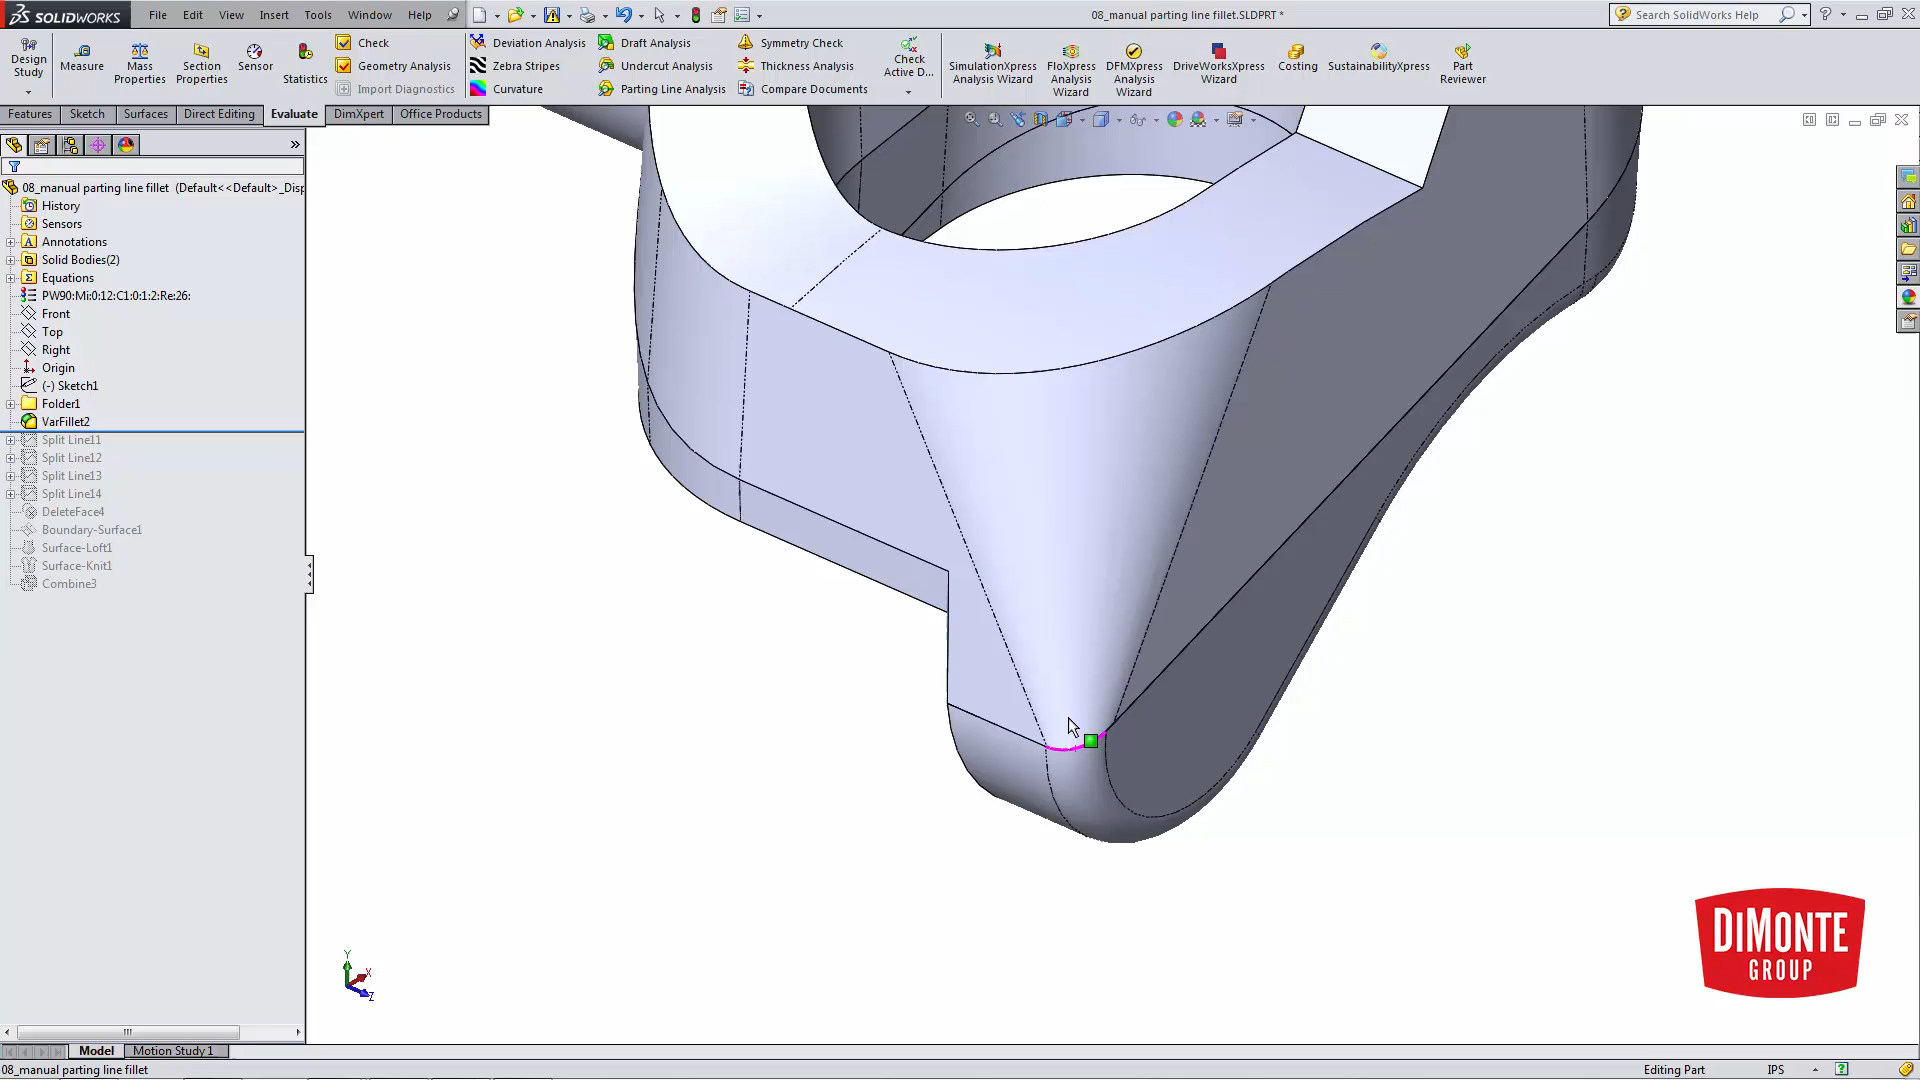 SOLIDWORKS File Edit View Insert Tools Window Help 08_manual parting line fillet.SLDPRT * Search SolidWorks Help
Design Study
Measure
Mass Properties
Section Properties
Sensor
Statistics
Check
Geometry Analysis
Import Diagnostics
Deviation Analysis
Zebra Stripes
Curvature
Draft Analysis
Undercut Analysis
Parting Line Analysis
Symmetry Check
Thickness Analysis
Compare Documents
Check Active D...
SimulationXpress Analysis Wizard
FloXpress Analysis Wizard
DFMXpress Analysis Wizard
DriveWorksXpress Wizard
Costing
SustainabilityXpress
Part Reviewer
Features Sketch Surfaces Direct Editing Evaluate DimXpert Office Products
08_manual parting line fillet (Default<<Default>_Disp
History
Sensors
Annotations
Solid Bodies(2)
Equations
PW90:Mi:0:12:C1:0:1:2:Re:26:
Front
Top
Right
Origin
(-) Sketch1
Folder1
VarFillet2
Split Line11
Split Line12
Split Line13
Split Line14
DeleteFace4
Boundary-Surface1
Surface-Loft1
Surface-Knit1
Combine3
Y
X
Z
DIMONTE
GROUP
Model Motion Study 1
08_manual parting line fillet Editing Part IPS